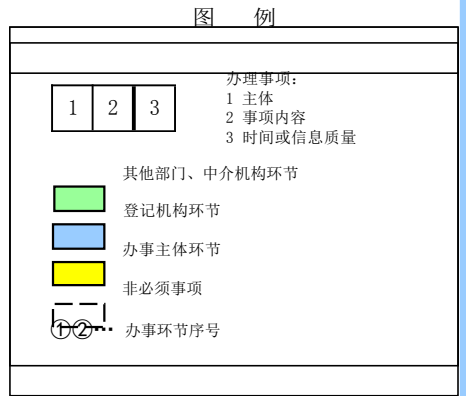 图 例
办理事项：
1 2 3
1 主体
2 事项内容
3 时间或信息质量
其他部门、中介机构环节
登记机构环节
办事主体环节
非必须事项
①②… 办事环节序号